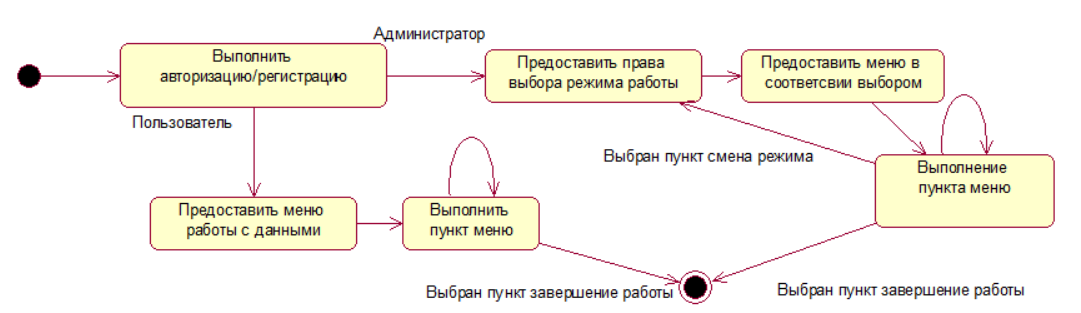 Администратор
Выполнить
авторизацию/регистрацию
Предоставить права
выбора режима работы
Предоставить меню в
соответсвии выбором
Пользователь
Выбран пункт смена режима
Выполнение
пункта меню
Предоставить меню
работы с данными
Выполнить
пункт меню
Выбран пункт завершение работы
Выбран пункт завершение работы